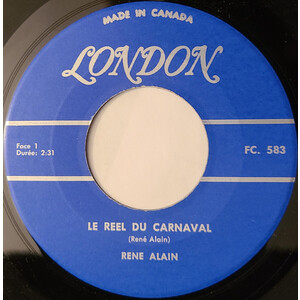 MADE IN CANADA
LONDON
Face 1
Durée: 2:31
FC. 583
LE REEL DU CARNAVAL
(René Alain)
RENE ALAIN